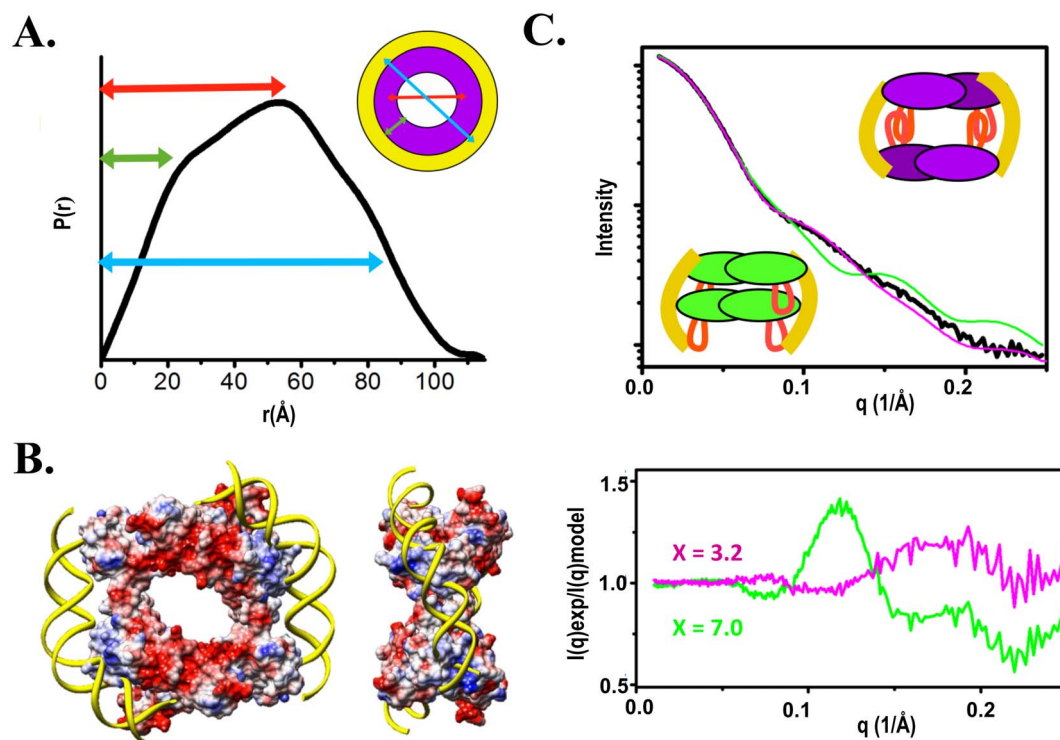 A.
P(r)
0 20 40 60 80 100
r(Å)
B.
C.
Intensity
0.0 0.1 0.2
q (1/Å)
1.5
1.0
0.5
I(q)exp/I(q)model
X = 3.2
X = 7.0
0.0 0.1 0.2
q (1/Å)